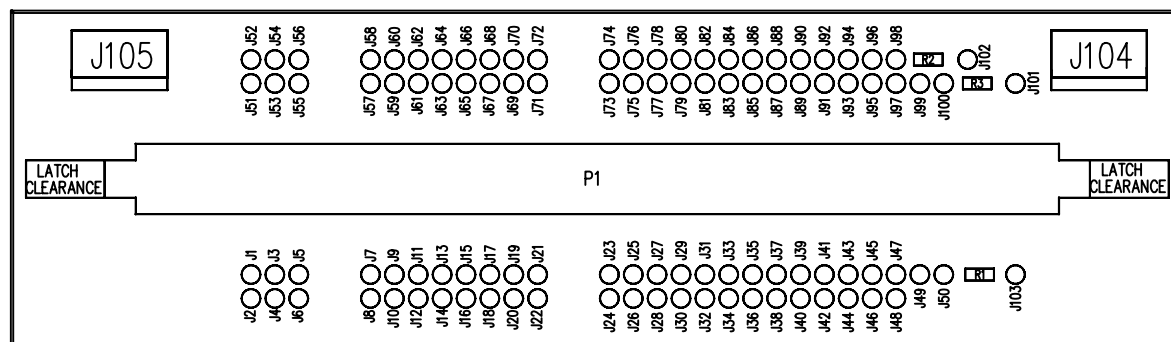 J52 J54 J56 J58 J60 J62 J64 J66 J68 J70 J72 J74 J76 J78 J80 J82 J84 J86 J88 J90 J92 J94 J96 J98
J105 R2 J102 J104
R3 J101
J51 J53 J55 J57 J59 J61 J63 J65 J67 J69 J71 J73 J75 J77 J79 J81 J83 J85 J87 J89 J91 J93 J95 J97 J99 J100
LATCH
CLEARANCE
P1
LATCH
CLEARANCE
J1 J3 J5 J7 J9 J11 J13 J15 J17 J19 J21 J23 J25 J27 J29 J31 J33 J35 J37 J39 J41 J43 J45 J47
R1
J2 J4 J6 J8 J10 J12 J14 J16 J18 J20 J22 J24 J26 J28 J30 J32 J34 J36 J38 J40 J42 J44 J46 J48 J49 J50 J103